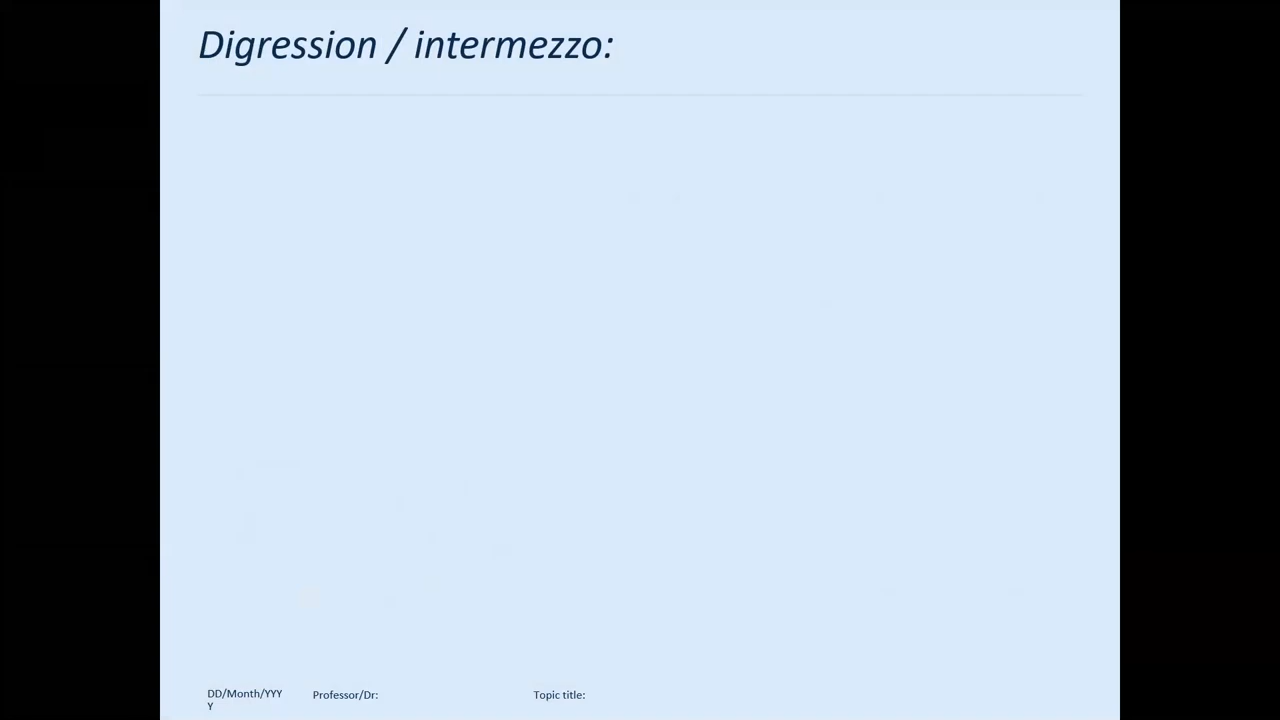 Digression / intermezzo:
DD/Month/YYY
Y
Professor/Dr:
Topic title: